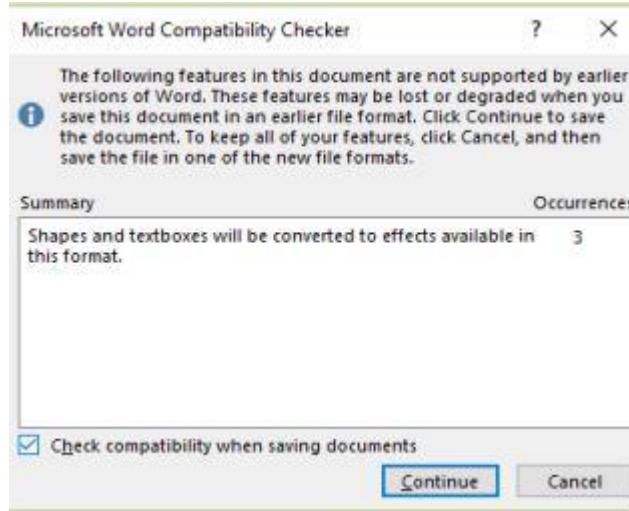 Microsoft Word Compatibility Checker ? ×
The following features in this document are not supported by earlier
versions of Word. These features may be lost or degraded when you
save this document in an earlier file format. Click Continue to save
the document. To keep all of your features, click Cancel, and then
save the file in one of the new file formats.
Summary Occurrences
Shapes and textboxes will be converted to effects available in 3
this format.
Check compatibility when saving documents
Continue Cancel